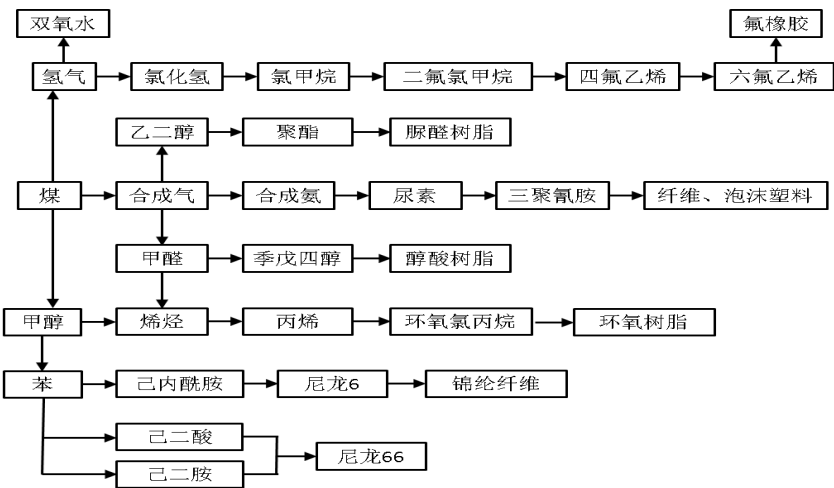 双氧水
氟橡胶
氢气
氯化氢
氯甲烷
二氟氯甲烷
四氟乙烯
六氟乙烯
乙二醇
聚酯
脲醛树脂
煤
合成气
合成氨
尿素
三聚氰胺
纤维、泡沫塑料
甲醛
季戊四醇
醇酸树脂
甲醇
烯烃
丙烯
环氧氯丙烷
环氧树脂
苯
己内酰胺
尼龙6
锦纶纤维
己二酸
尼龙66
己二胺